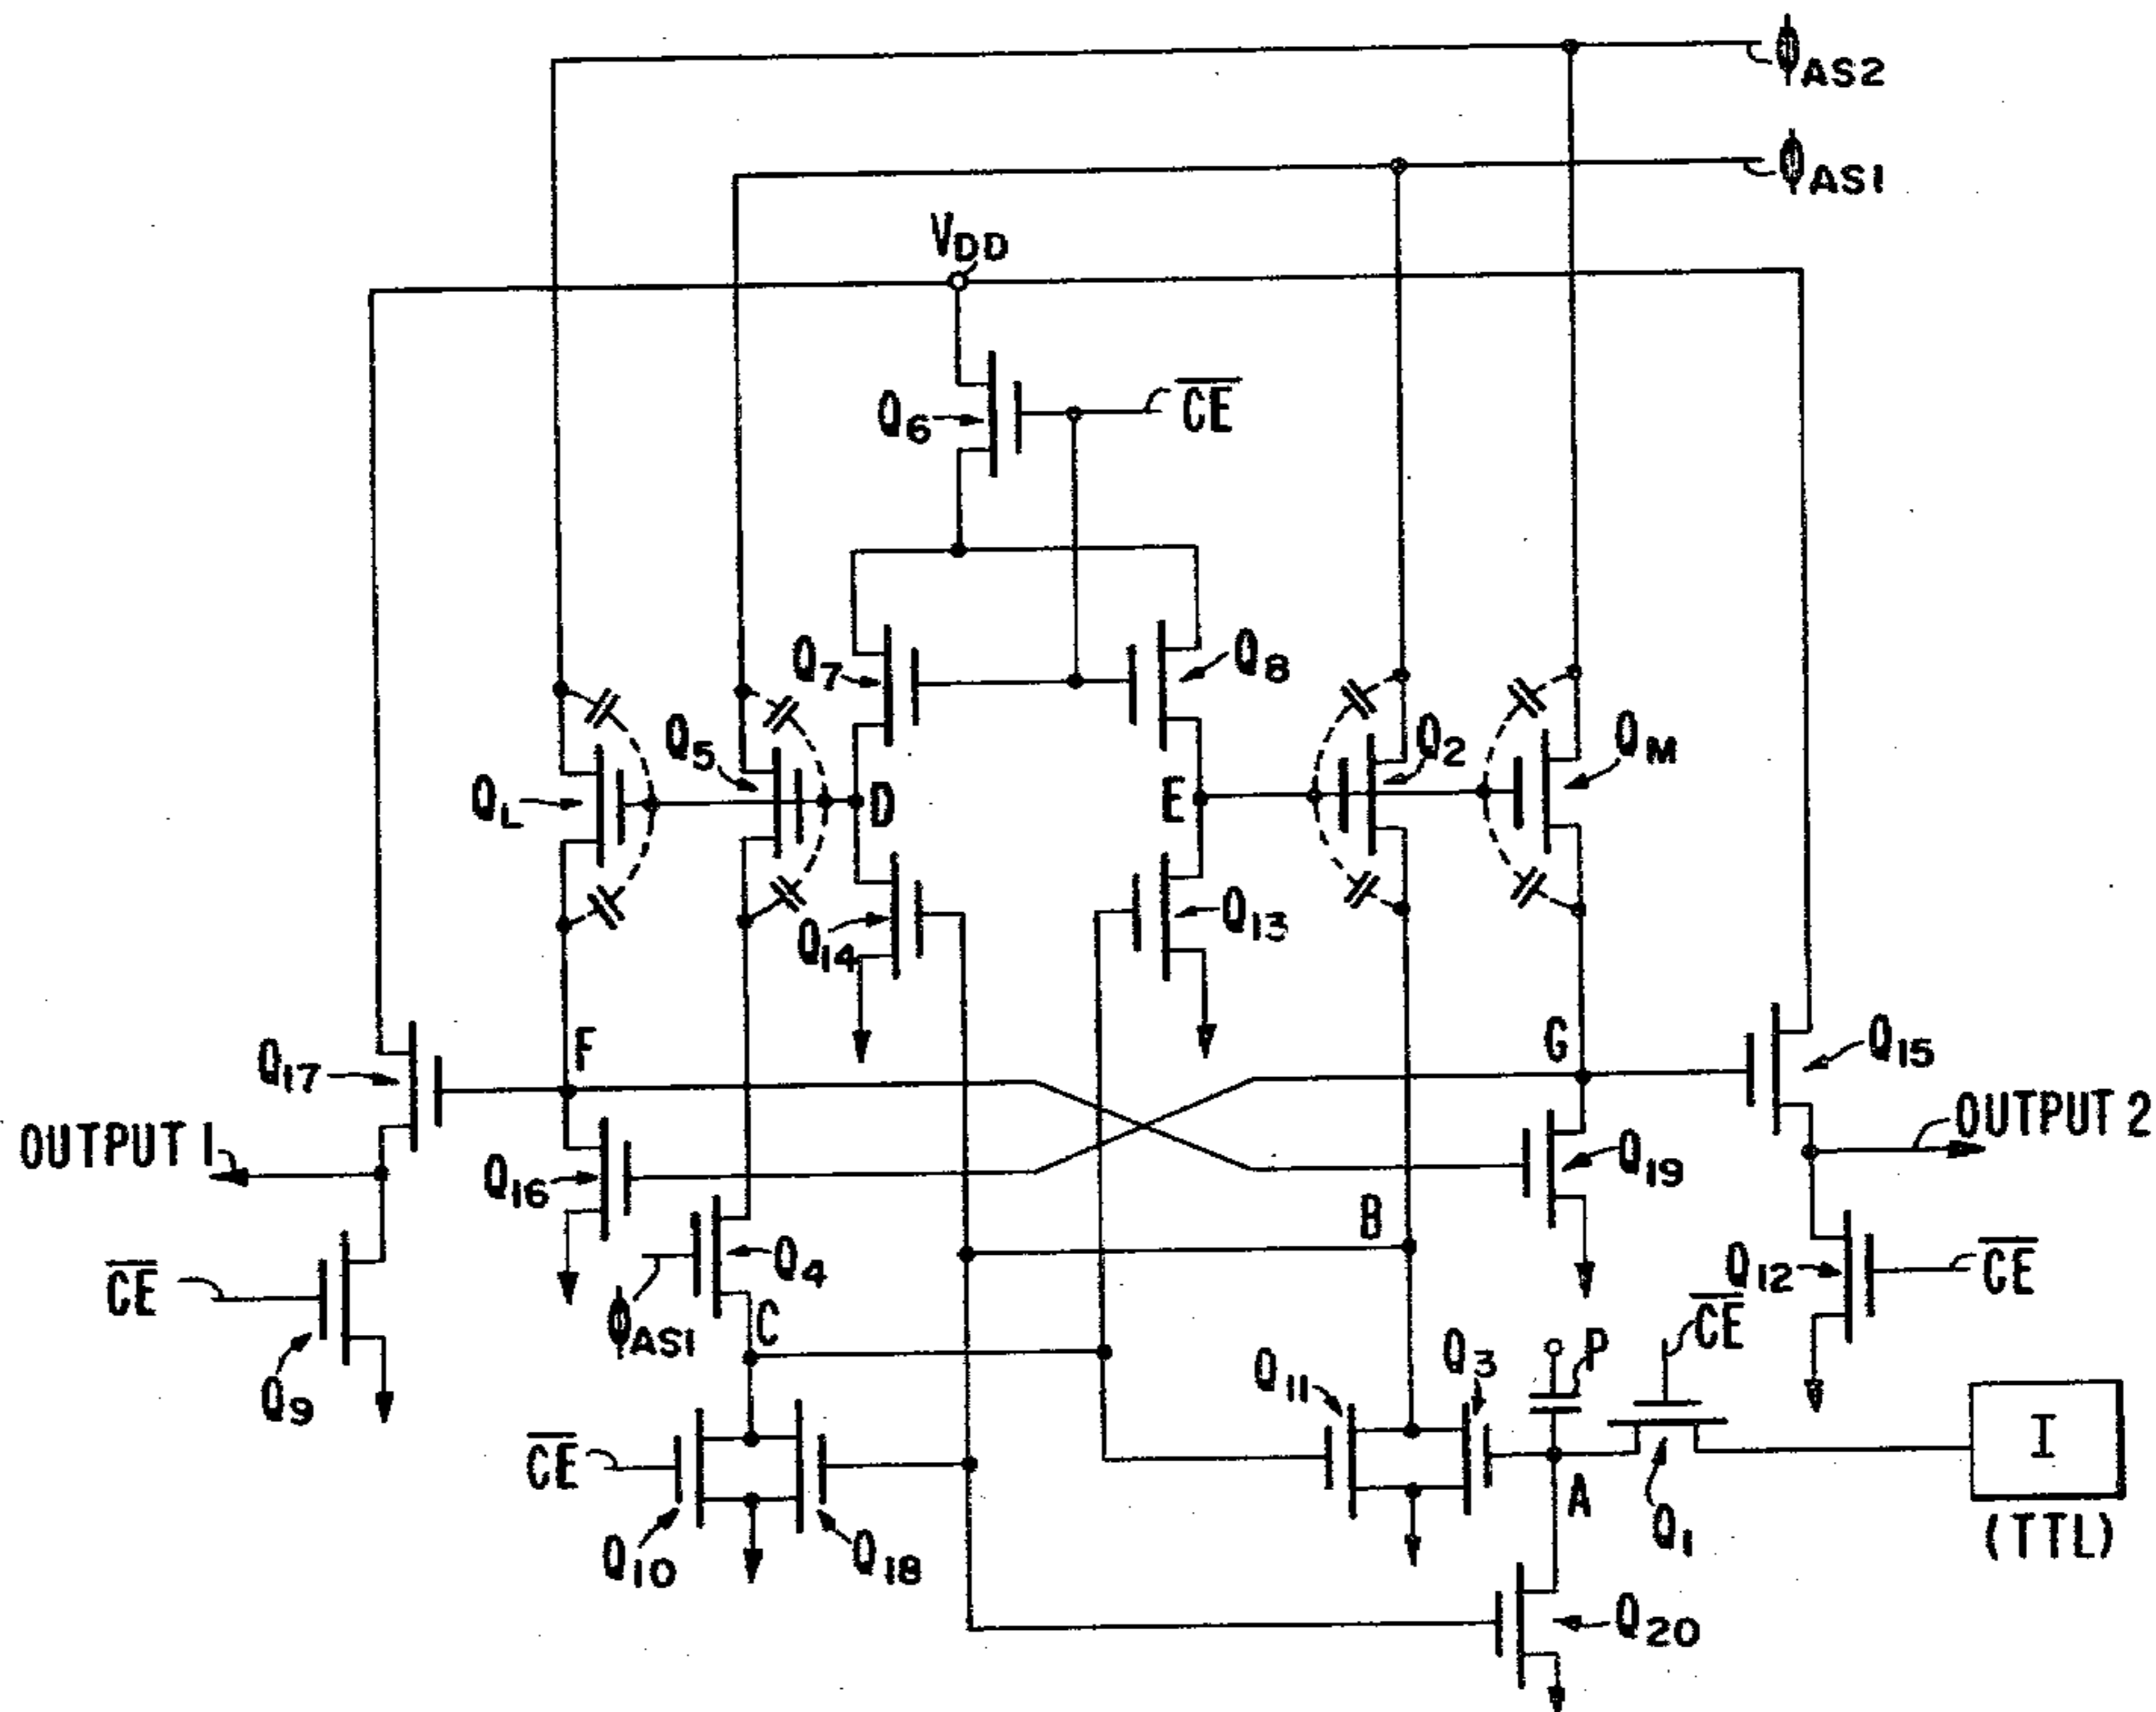 ΦAS2
ΦAS1
VDD
Q6
CE
Q7
Q8
QL
Q5
D
E
Q2
QM
Q14
Q13
Q17
F
G
Q15
OUTPUT 1
Q16
Q19
OUTPUT 2
B
CE
Q4
Q12
CE
ΦAS1
C
CE
Q9
Q11
Q3
P
CE
A
Q1
I
(TTL)
Q10
Q18
Q20